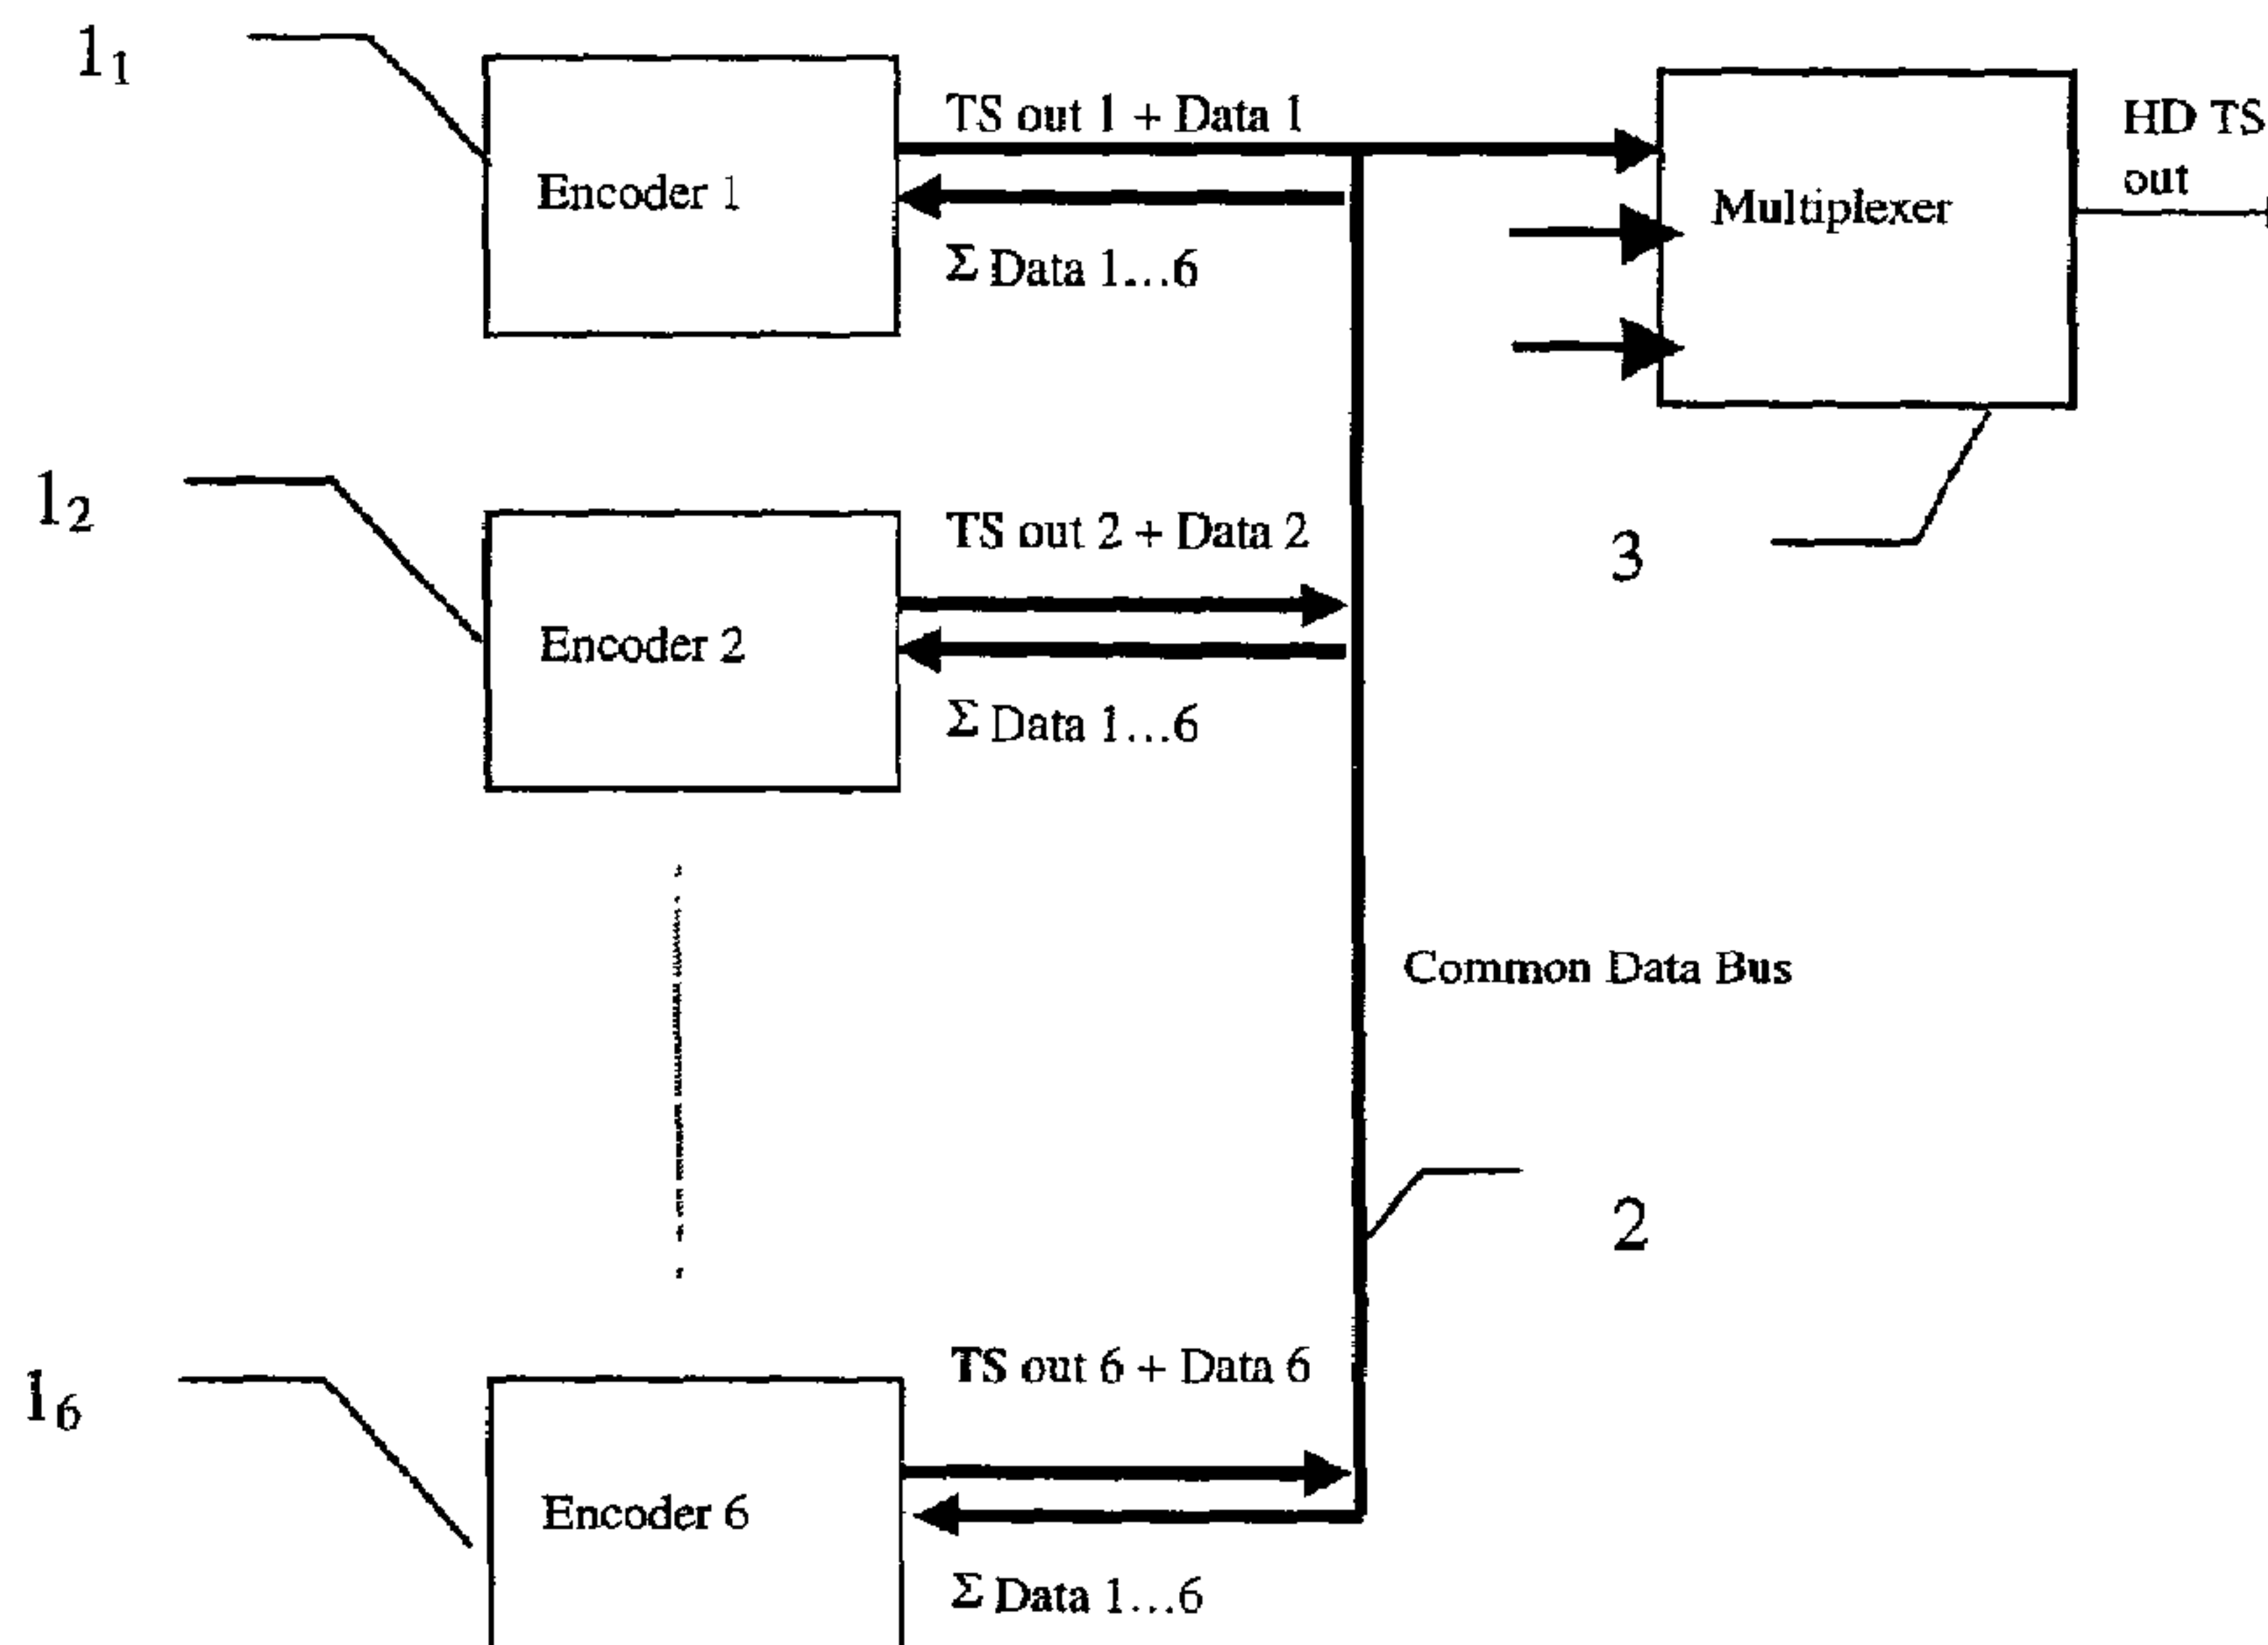 1₁
TS out 1 + Data 1
HD TS
out
Encoder 1
Multiplexer
Σ Data 1...6
1₂
TS out 2 + Data 2
3
Encoder 2
Σ Data 1...6
Common Data Bus
2
1₆
TS out 6 + Data 6
Encoder 6
Σ Data 1...6